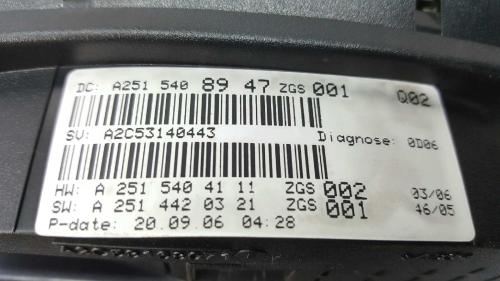 DC: A251 540 89 47 ZGS 001 Q02
SV: A2C53140443 Diagnose: 0D06
HW: A 251 540 41 11 ZGS 002 03/06
SW: A 251 442 03 21 ZGS 001 46/05
P-date: 20.09.06 04:28